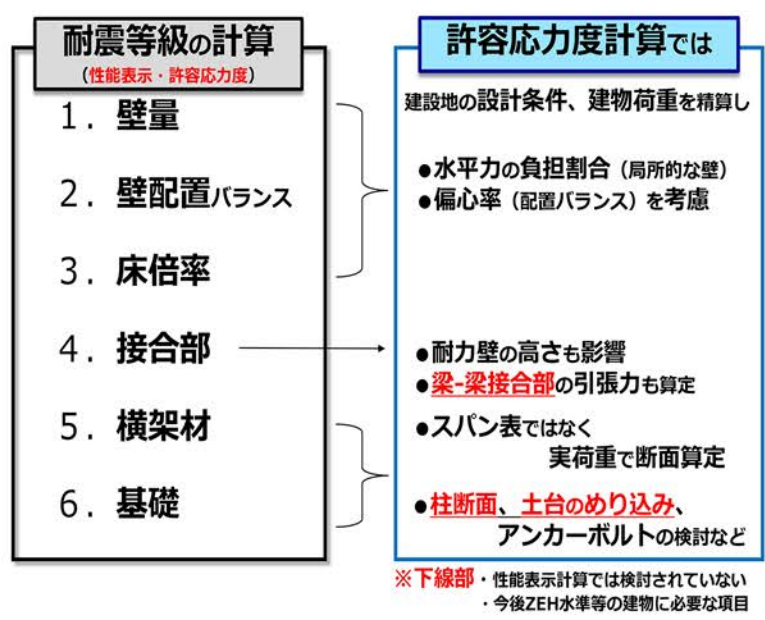 耐震等級の計算
(性能表示・許容応力度)
1. 壁量
2. 壁配置バランス
3. 床倍率
4. 接合部
5. 横架材
6. 基礎
許容応力度計算では
建設地の設計条件、建物荷重を精算し
●水平力の負担割合(局所的な壁)
●偏心率(配置バランス)を考慮
●耐力壁の高さも影響
●梁-梁接合部の引張力も算定
●スパン表ではなく
実荷重で断面算定
●柱断面、土台のめり込み、
アンカーボルトの検討など
※下線部・性能表示計算では検討されていない
・今後ZEH水準等の建物に必要な項目